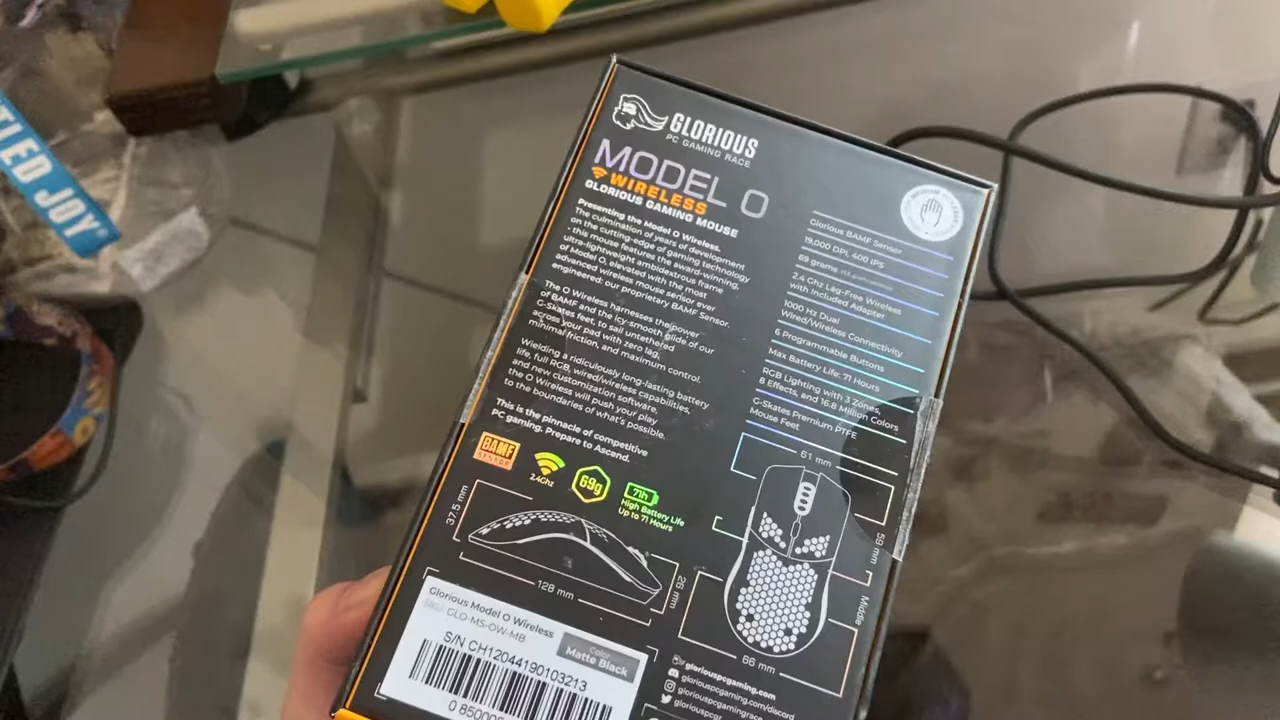 TLED JOY®
GLORIOUS
PC GAMING RACE
MODEL O
WIRELESS
GLORIOUS GAMING MOUSE
Presenting the Model O Wireless.
The culmination of years of development
on the cutting-edge of gaming technology
- this mouse features the award-winning,
ultra-lightweight ambidextrous frame
of Model O, elevated with the most
advanced wireless mouse sensor ever
engineered: our proprietary BAMF Sensor.
The O Wireless harnesses the power
of BAMF and the icy-smooth glide of our
G-Skates feet, to sail untethered
across your pad with zero lag,
minimal friction, and maximum control.
Wielding a ridiculously long-lasting battery
life, full RGB, wired/wireless capabilities,
and new customization software,
the O Wireless will push your play
to the boundaries of what's possible.
This is the pinnacle of competitive
PC gaming. Prepare to Ascend.
Glorious BAMF Sensor
19,000 DPI, 400 IPS
69 grams
2.4 Ghz Lag-Free Wireless
with Included Adapter
1000 Hz Dual
Wired/Wireless Connectivity
6 Programmable Buttons
Max Battery Life: 71 Hours
RGB Lighting with 3 Zones,
8 Effects, and 16.8 Million Colors
G-Skates Premium PTFE
Mouse Feet
BAMF
SENSOR
2.4Ghz
69g
71h
High Battery Life
Up to 71 Hours
37.5 mm
128 mm
26 mm
61 mm
59 mm
Middle
66 mm
Glorious Model O Wireless
GLO-MS-OW-MB
Color
Matte Black
S/N CH12044190103213
0 85000
gloriouspcgaming.com
gloriouspcgaming.com/discord
gloriouspcgamingrace
gloriouspcgr